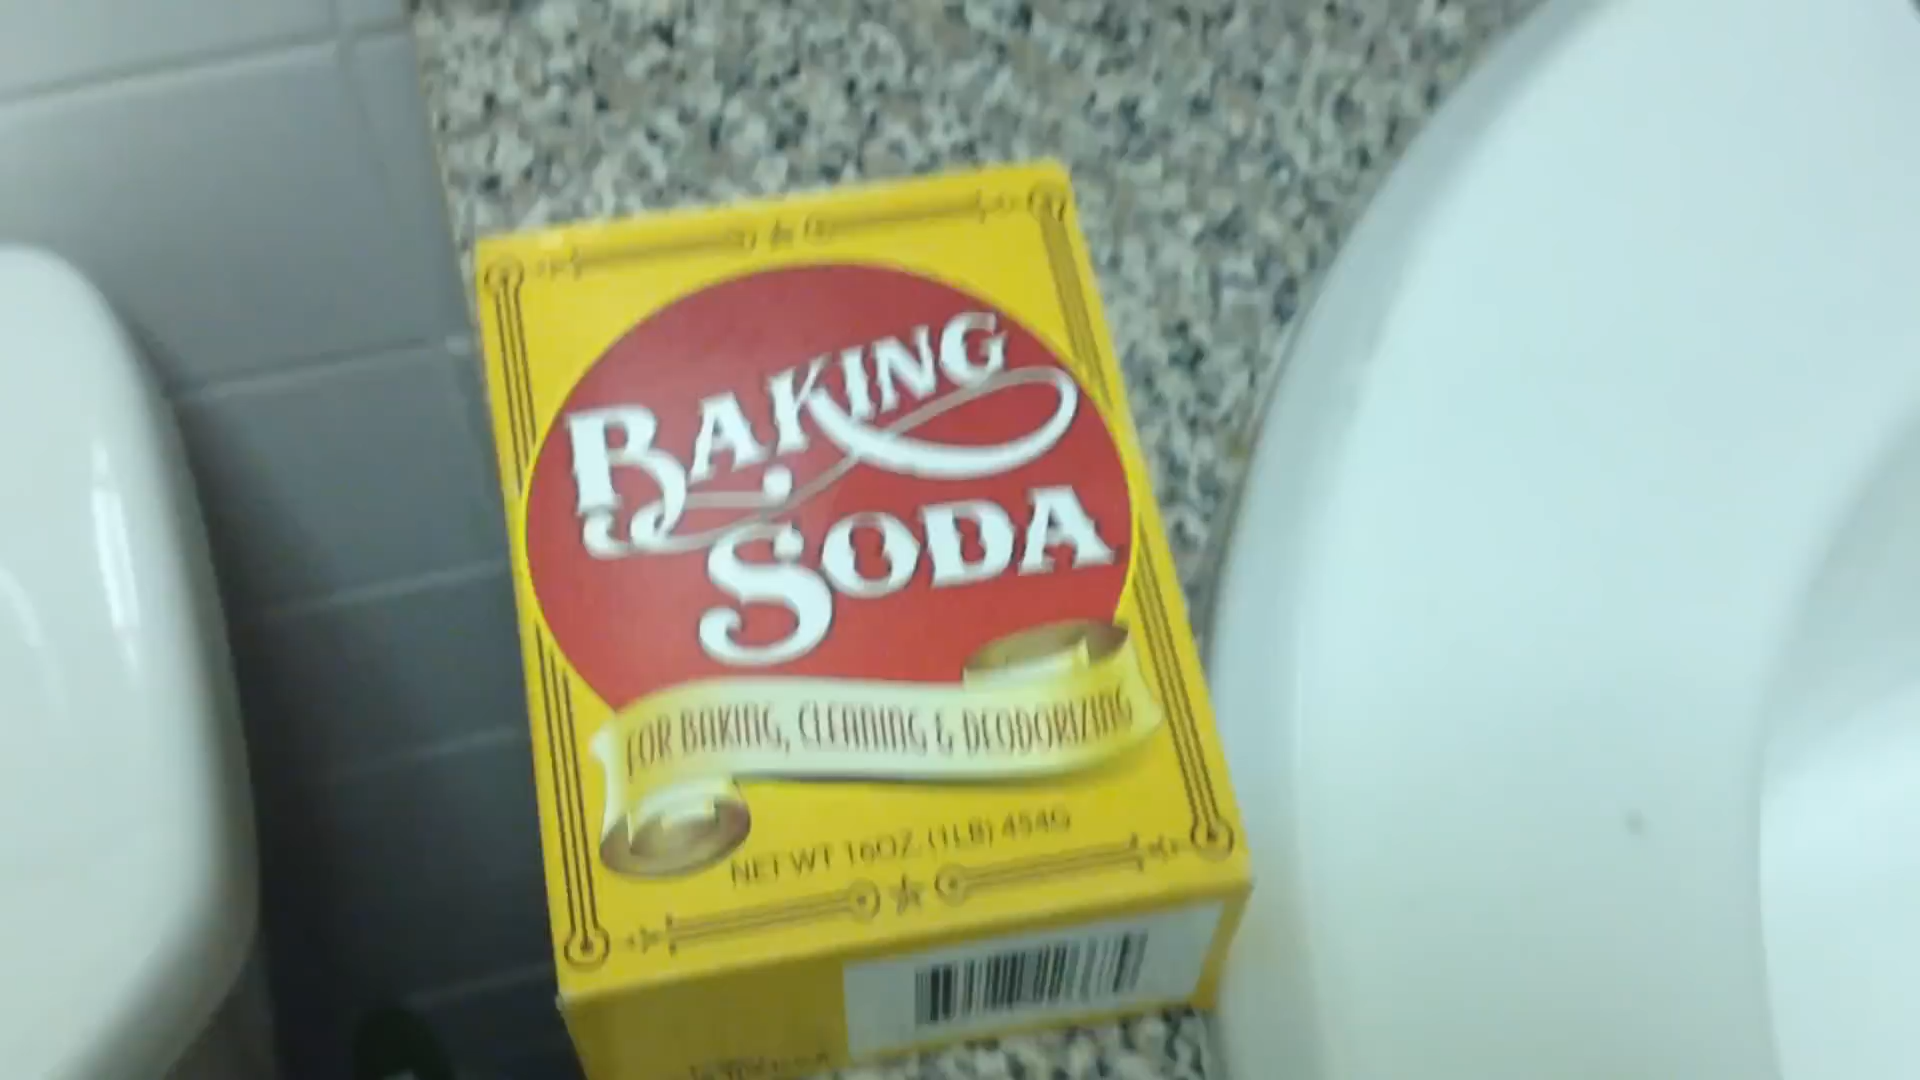 BAKING
SODA
FOR BAKING, CLEANING & DEODORIZING
NET WT 16OZ (1LB) 454G